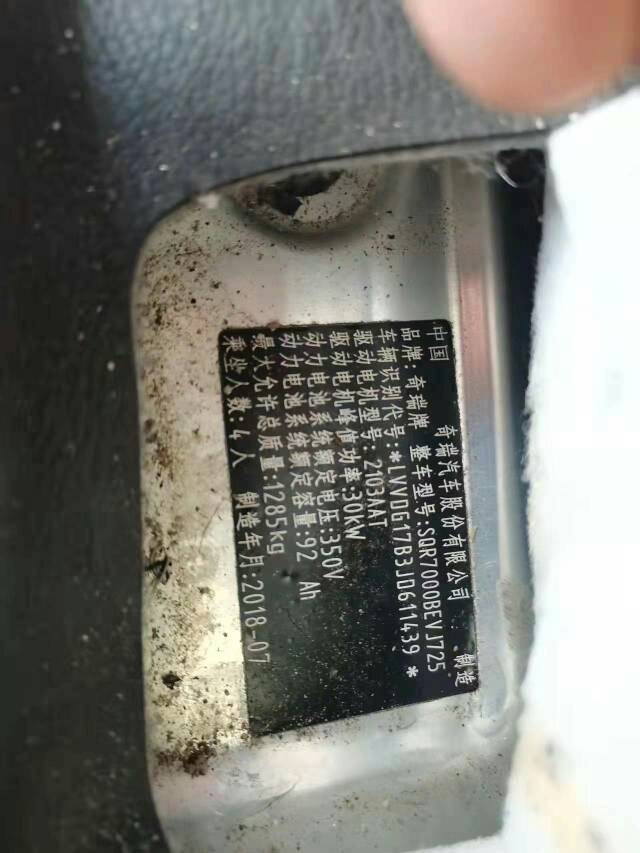 中国 奇瑞汽车股份有限公司 制造
品牌:奇瑞牌 整车型号:SQR7000BEVJ725
车辆识别代号:*LVVDG17B3JD611439*
驱动电机型号:2103AAT
驱动电机峰值功率:30kW
动力电池系统额定电压:350V
动力电池系统额定容量:92 Ah
最大允许总质量:1285kg
乘坐人数:4人 制造年月:2018-07